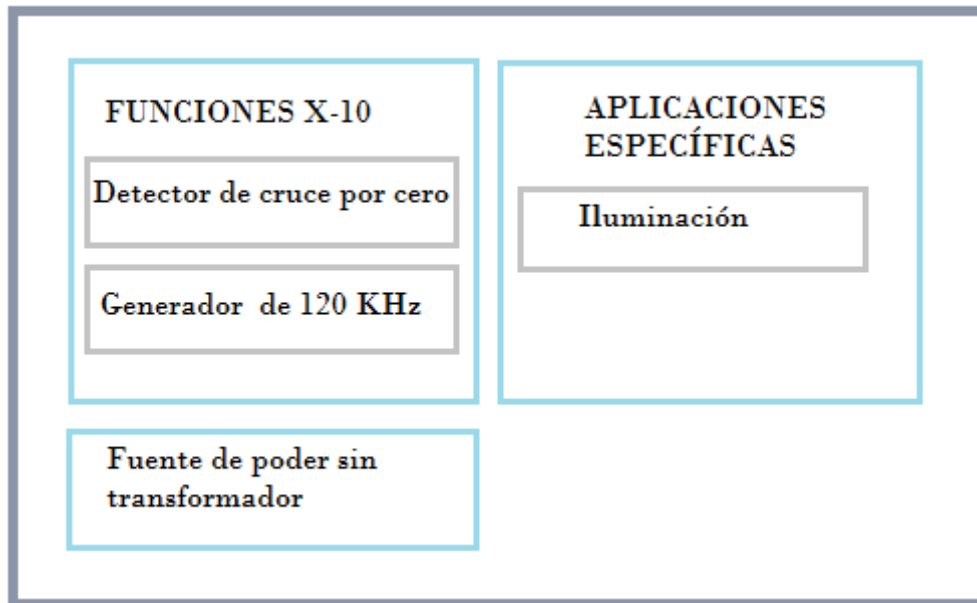 FUNCIONES X-10
Detector de cruce por cero
Generador de 120 KHz
APLICACIONES
ESPECÍFICAS
Iluminación
Fuente de poder sin
transformador